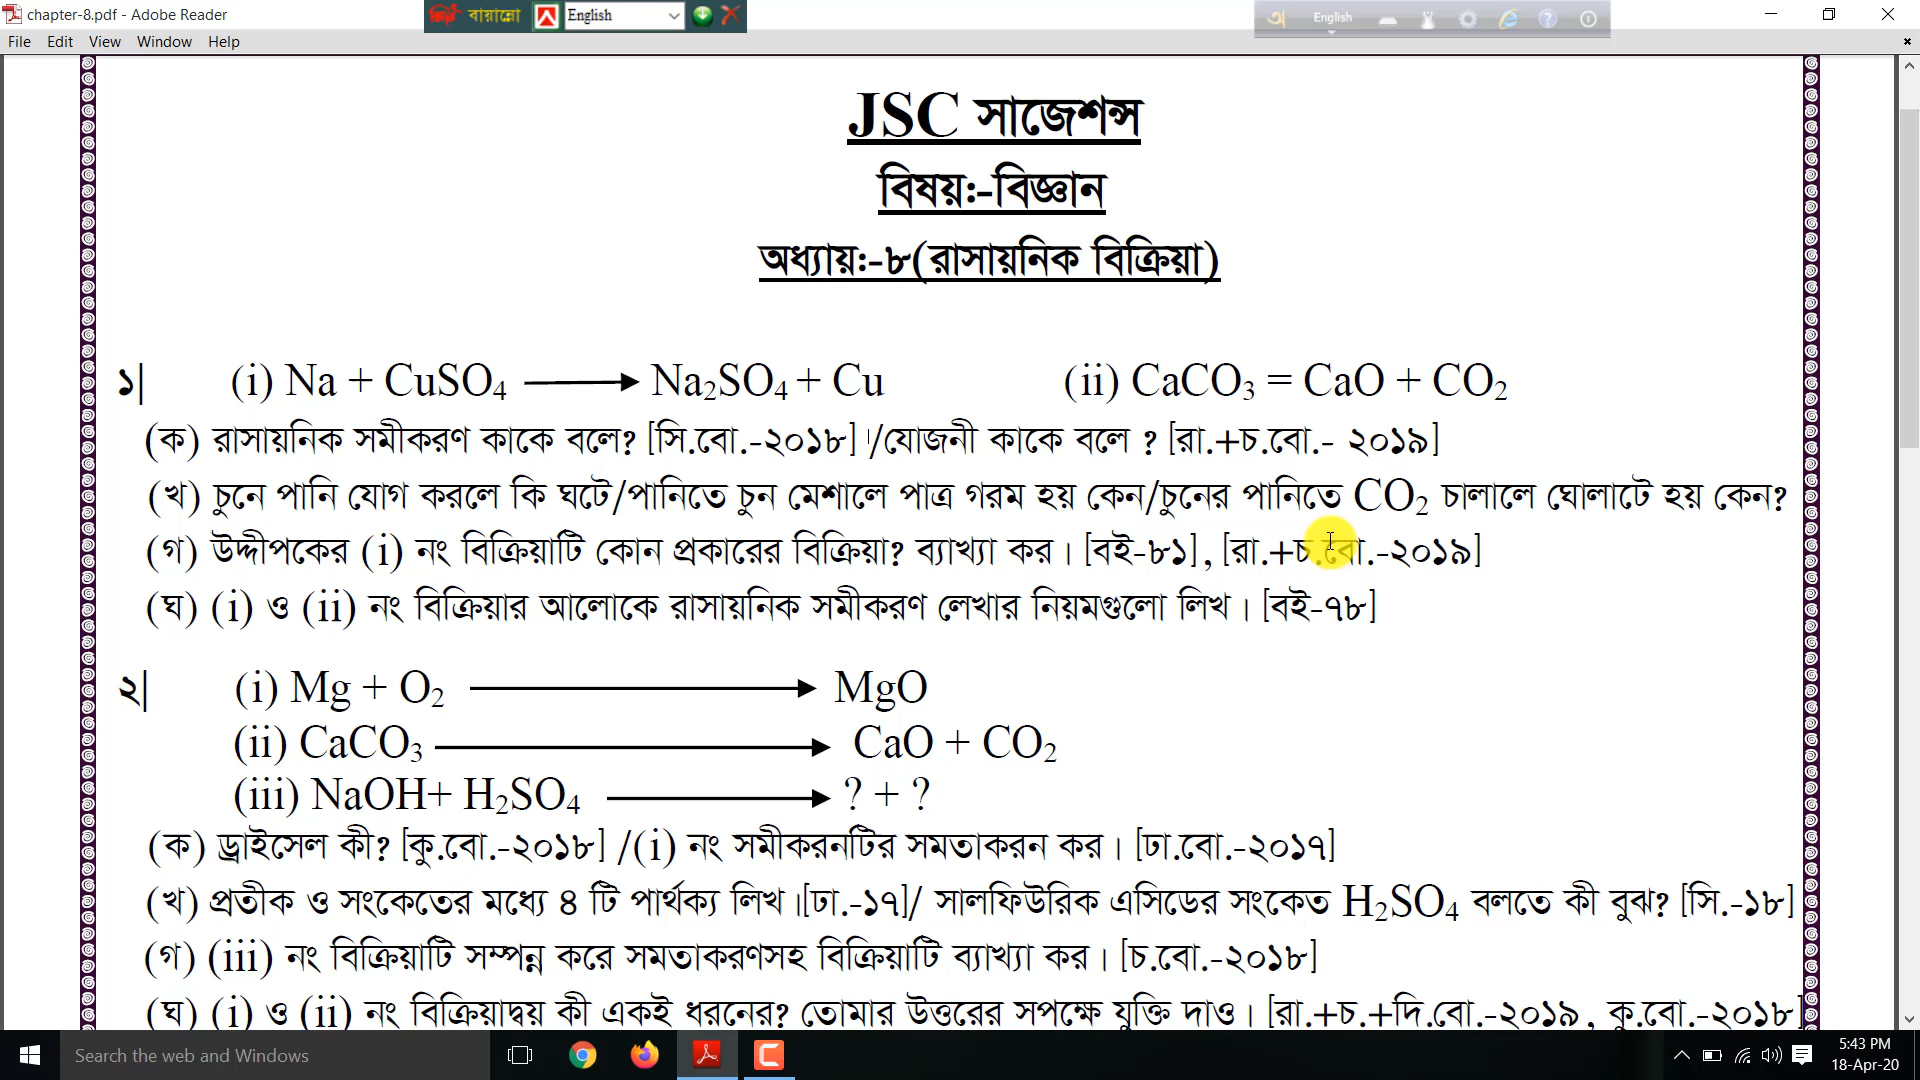 chapter-8.pdf - Adobe Reader
বায়ান্নো English
English
File Edit View Window Help
JSC সাজেশন্স
বিষয়ঃ-বিজ্ঞান
অধ্যায়ঃ-৮(রাসায়নিক বিক্রিয়া)
১| (i) Na + CuSO4 → Na2SO4 + Cu (ii) CaCO3 = CaO + CO2
(ক) রাসায়নিক সমীকরণ কাকে বলে? [সি.বো.-২০১৮] /যোজনী কাকে বলে ? [রা.+চ.বো.- ২০১৯]
(খ) চুনে পানি যোগ করলে কি ঘটে/পানিতে চুন মেশালে পাত্র গরম হয় কেন/চুনের পানিতে CO2 চালালে ঘোলাটে হয় কেন?
(গ) উদ্দীপকের (i) নং বিক্রিয়াটি কোন প্রকারের বিক্রিয়া? ব্যাখ্যা কর। [বই-৮১], [রা.+চ.বো.-২০১৯]
(ঘ) (i) ও (ii) নং বিক্রিয়ার আলোকে রাসায়নিক সমীকরণ লেখার নিয়মগুলো লিখ। [বই-৭৮]
২| (i) Mg + O2 → MgO
(ii) CaCO3 → CaO + CO2
(iii) NaOH+ H2SO4 → ? + ?
(ক) ড্রাইসেল কী? [কু.বো.-২০১৮] /(i) নং সমীকরনটির সমতাকরন কর। [ঢা.বো.-২০১৭]
(খ) প্রতীক ও সংকেতের মধ্যে ৪ টি পার্থক্য লিখ।[ঢা.-১৭]/ সালফিউরিক এসিডের সংকেত H2SO4 বলতে কী বুঝ? [সি.-১৮]
(গ) (iii) নং বিক্রিয়াটি সম্পন্ন করে সমতাকরণসহ বিক্রিয়াটি ব্যাখ্যা কর। [চ.বো.-২০১৮]
(ঘ) (i) ও (ii) নং বিক্রিয়াদ্বয় কী একই ধরনের? তোমার উত্তরের সপক্ষে যুক্তি দাও। [রা.+চ.+দি.বো.-২০১৯, কু.বো.-২০১৮]
Search the web and Windows
5:43 PM
18-Apr-20